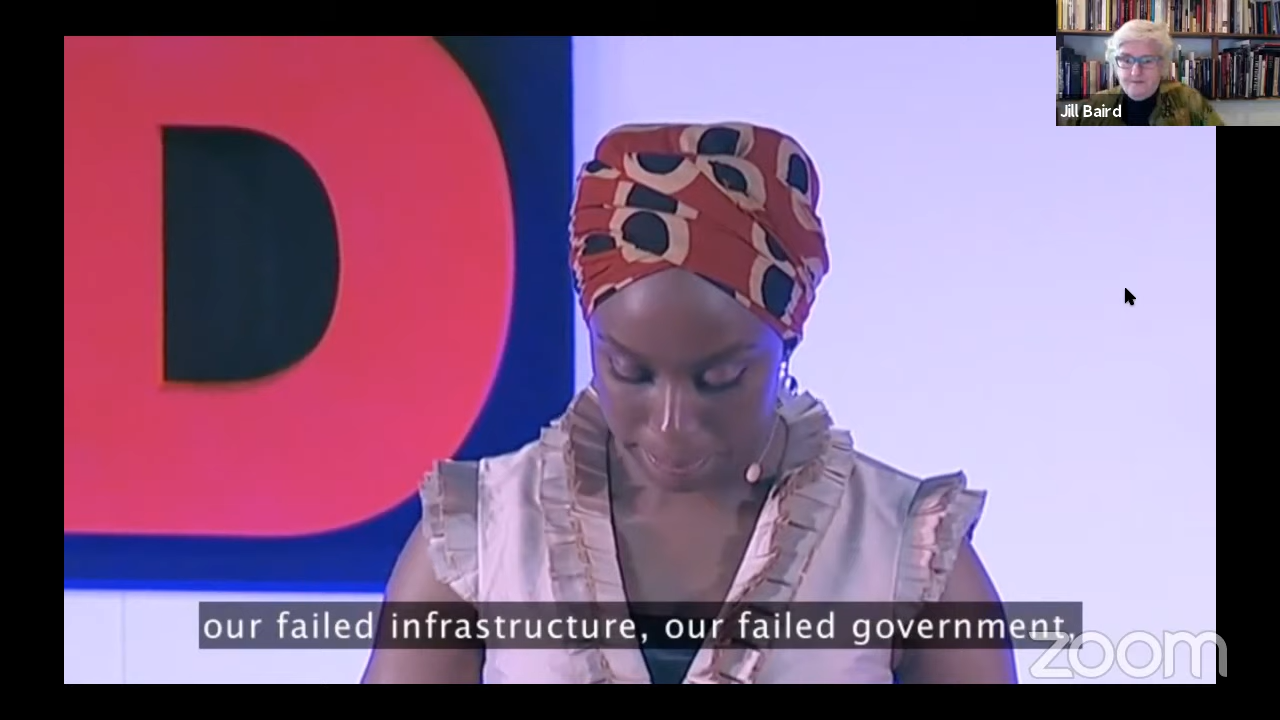 Jill Baird
D
our failed infrastructure, our failed government,
zoom